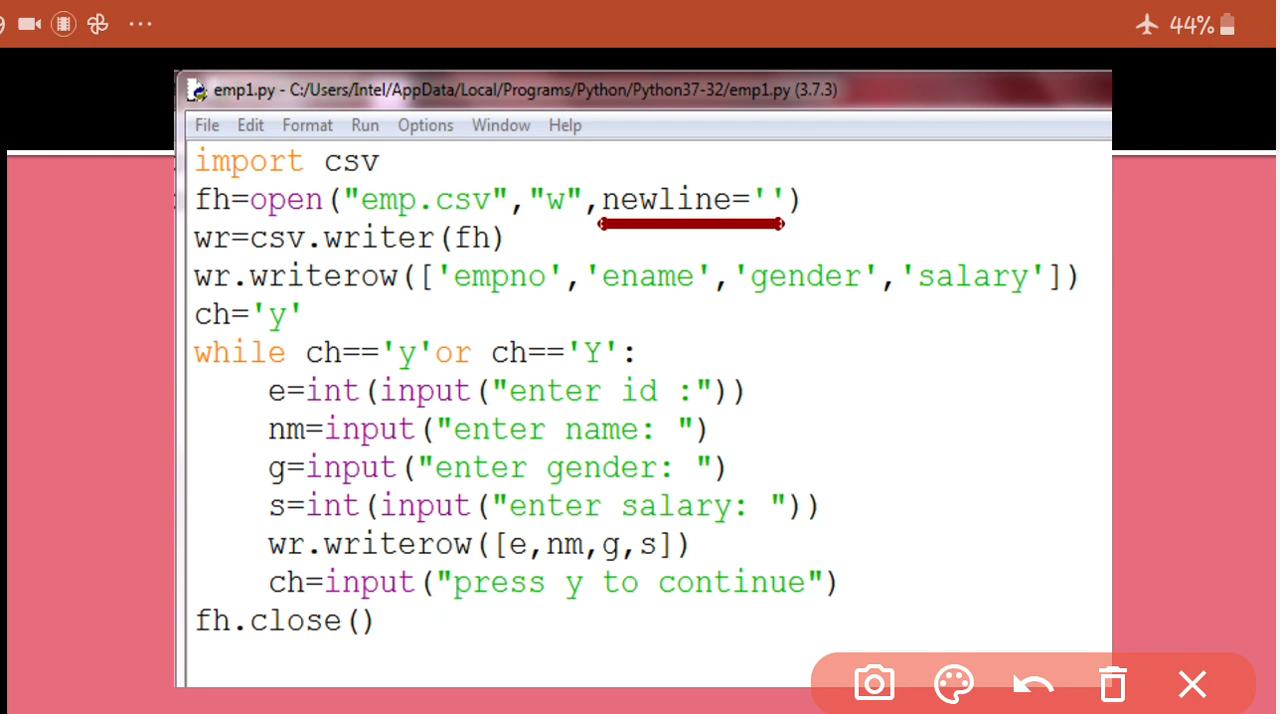 44%
emp1.py - C:/Users/Intel/AppData/Local/Programs/Python/Python37-32/emp1.py (3.7.3)
File Edit Format Run Options Window Help
import csv
fh=open("emp.csv","w",newline='')
wr=csv.writer(fh)
wr.writerow(['empno','ename','gender','salary'])
ch='y'
while ch=='y'or ch=='Y':
    e=int(input("enter id :"))
    nm=input("enter name: ")
    g=input("enter gender: ")
    s=int(input("enter salary: "))
    wr.writerow([e,nm,g,s])
    ch=input("press y to continue")
fh.close()